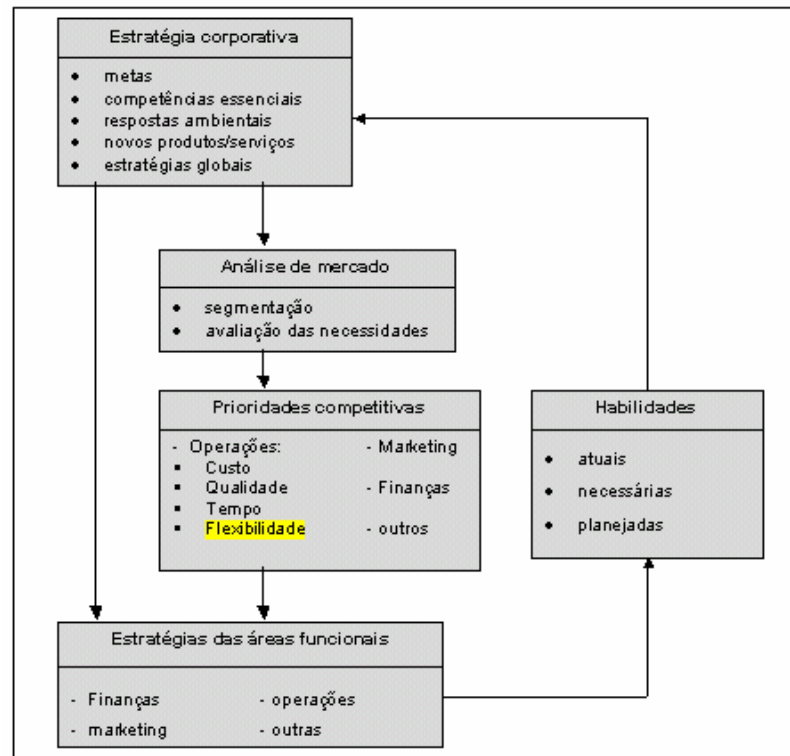 Estratégia corporativa
• metas
• competências essenciais
• respostas ambientais
• novos produtos/serviços
• estratégias globais
Análise de mercado
• segmentação
• avaliação das necessidades
Prioridades competitivas
- Operações: - Marketing
▪ Custo
▪ Qualidade - Finanças
▪ Tempo
▪ Flexibilidade - outros
Habilidades
• atuais
• necessárias
• planejadas
Estratégias das áreas funcionais
- Finanças - operações
- marketing - outras